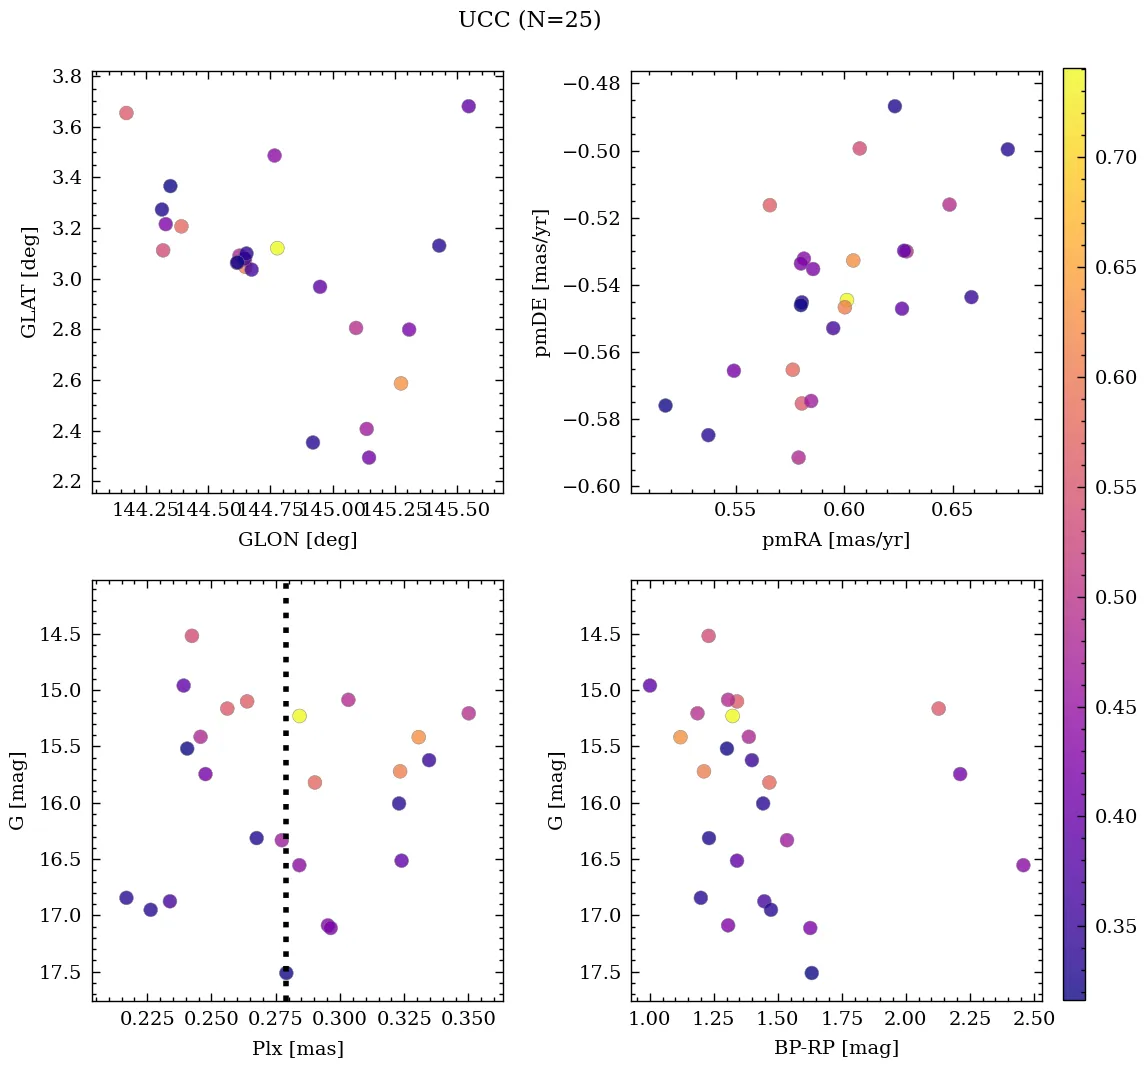 UCC (N=25)
3.8
3.6
3.4
3.2
3.0
2.8
2.6
2.4
2.2
GLAT [deg]
144.25 144.50 144.75 145.00 145.25 145.50
GLON [deg]
−0.48
−0.50
−0.52
−0.54
−0.56
−0.58
−0.60
pmDE [mas/yr]
0.55 0.60 0.65
pmRA [mas/yr]
14.5
15.0
15.5
16.0
16.5
17.0
17.5
G [mag]
0.225 0.250 0.275 0.300 0.325 0.350
Plx [mas]
14.5
15.0
15.5
16.0
16.5
17.0
17.5
G [mag]
1.00 1.25 1.50 1.75 2.00 2.25 2.50
BP-RP [mag]
0.70
0.65
0.60
0.55
0.50
0.45
0.40
0.35